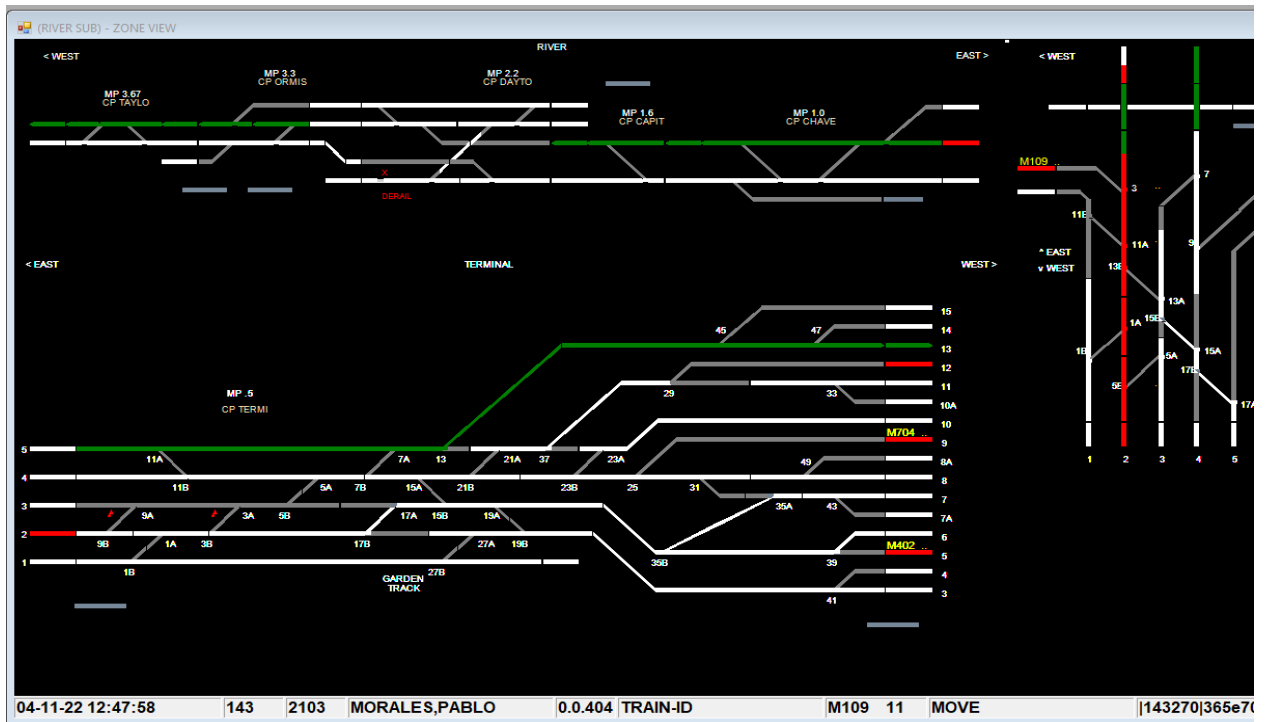 (RIVER SUB) - ZONE VIEW
< WEST
RIVER
EAST >
< WEST
MP 3.67
CP TAYLO
MP 3.3
CP ORMIS
MP 2.2
CP DAYTO
MP 1.6
CP CAPIT
MP 1.0
CP CHAVE
X
DERAIL
M109 ..
3
7
11B
11A
9
^ EAST
v WEST
13B
13A
1A
15B
15A
1B
5A
17B
5B
17A
1 2 3 4 5
< EAST
TERMINAL
WEST >
MP .5
CP TERMI
45
47
15
14
13
12
29
33
11
10A
10
M704 ..
9
5
11A
7A
13
21A
37
23A
49
8A
4
11B
5A
7B
15A
21B
23B
25
31
8
7
3
9A
3A
5B
17A
15B
19A
35A
43
7A
2
9B
1A
3B
17B
27A
19B
6
M402 ..
5
35B
39
1
1B
GARDEN
TRACK
27B
4
41
3
04-11-22 12:47:58 143 2103 MORALES,PABLO 0.0.404 TRAIN-ID M109 11 MOVE |143270|365e70